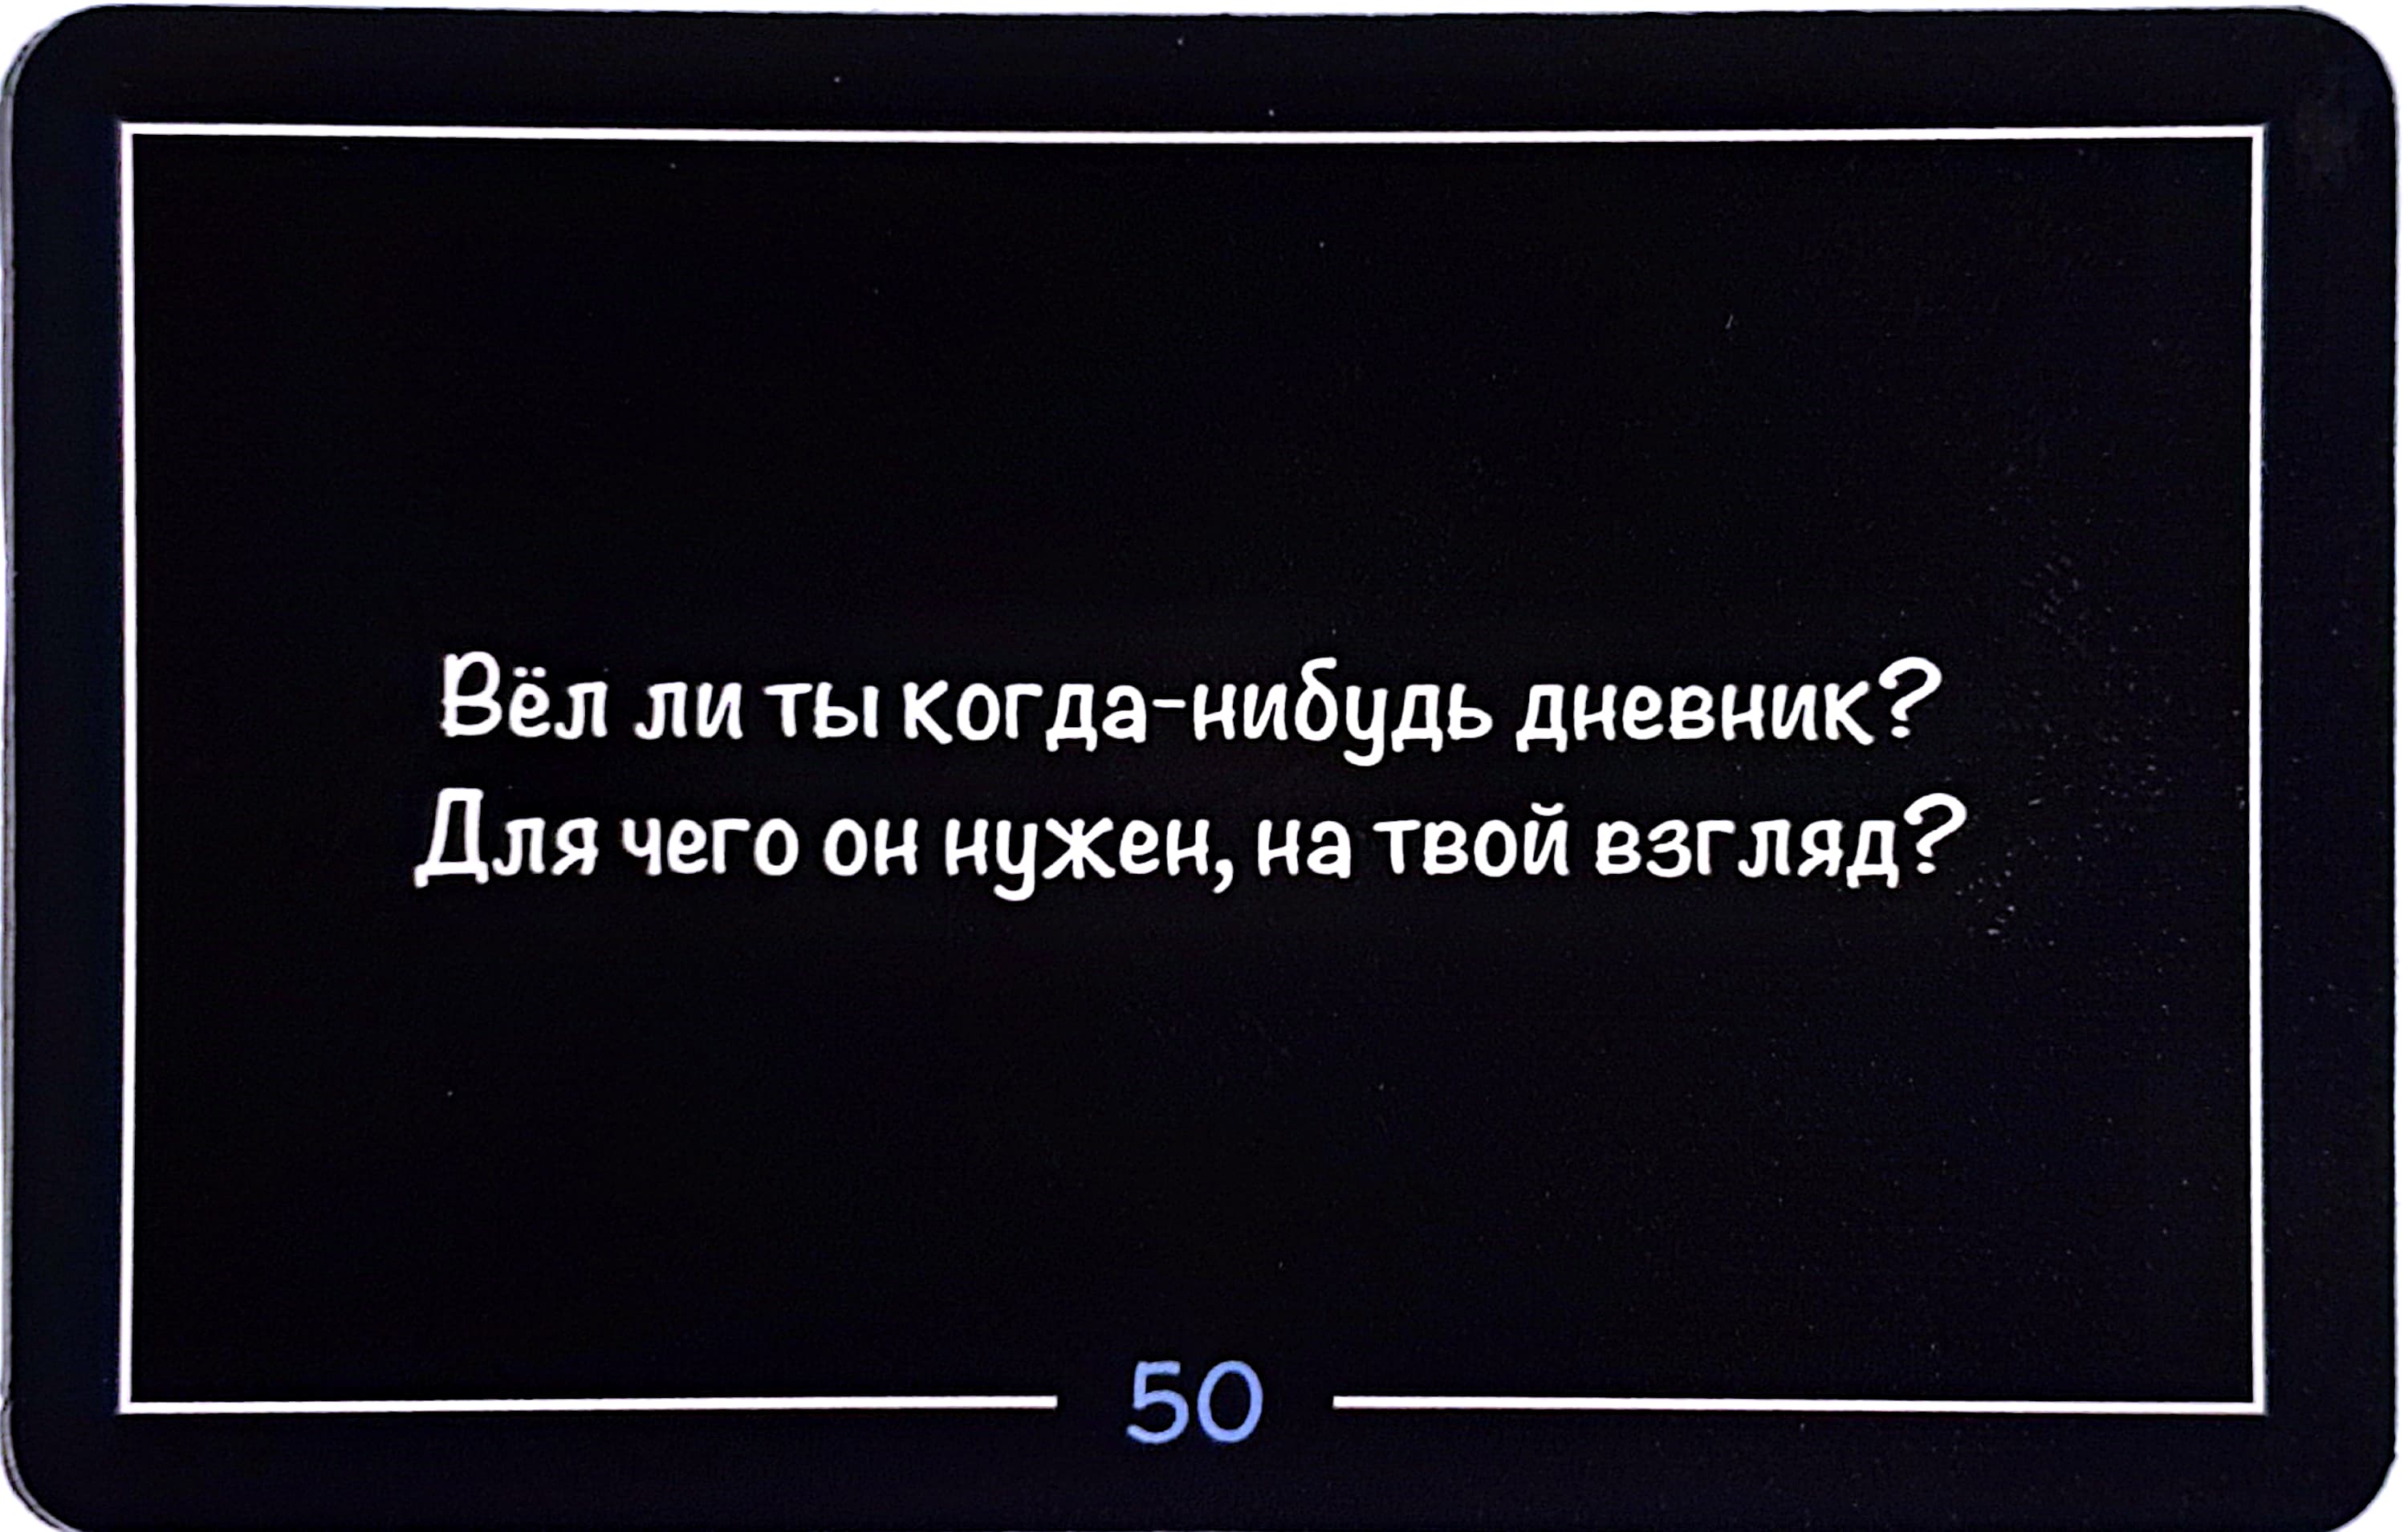 Вёл ли ты когда-нибудь дневник?
Для чего он нужен, на твой взгляд?
50